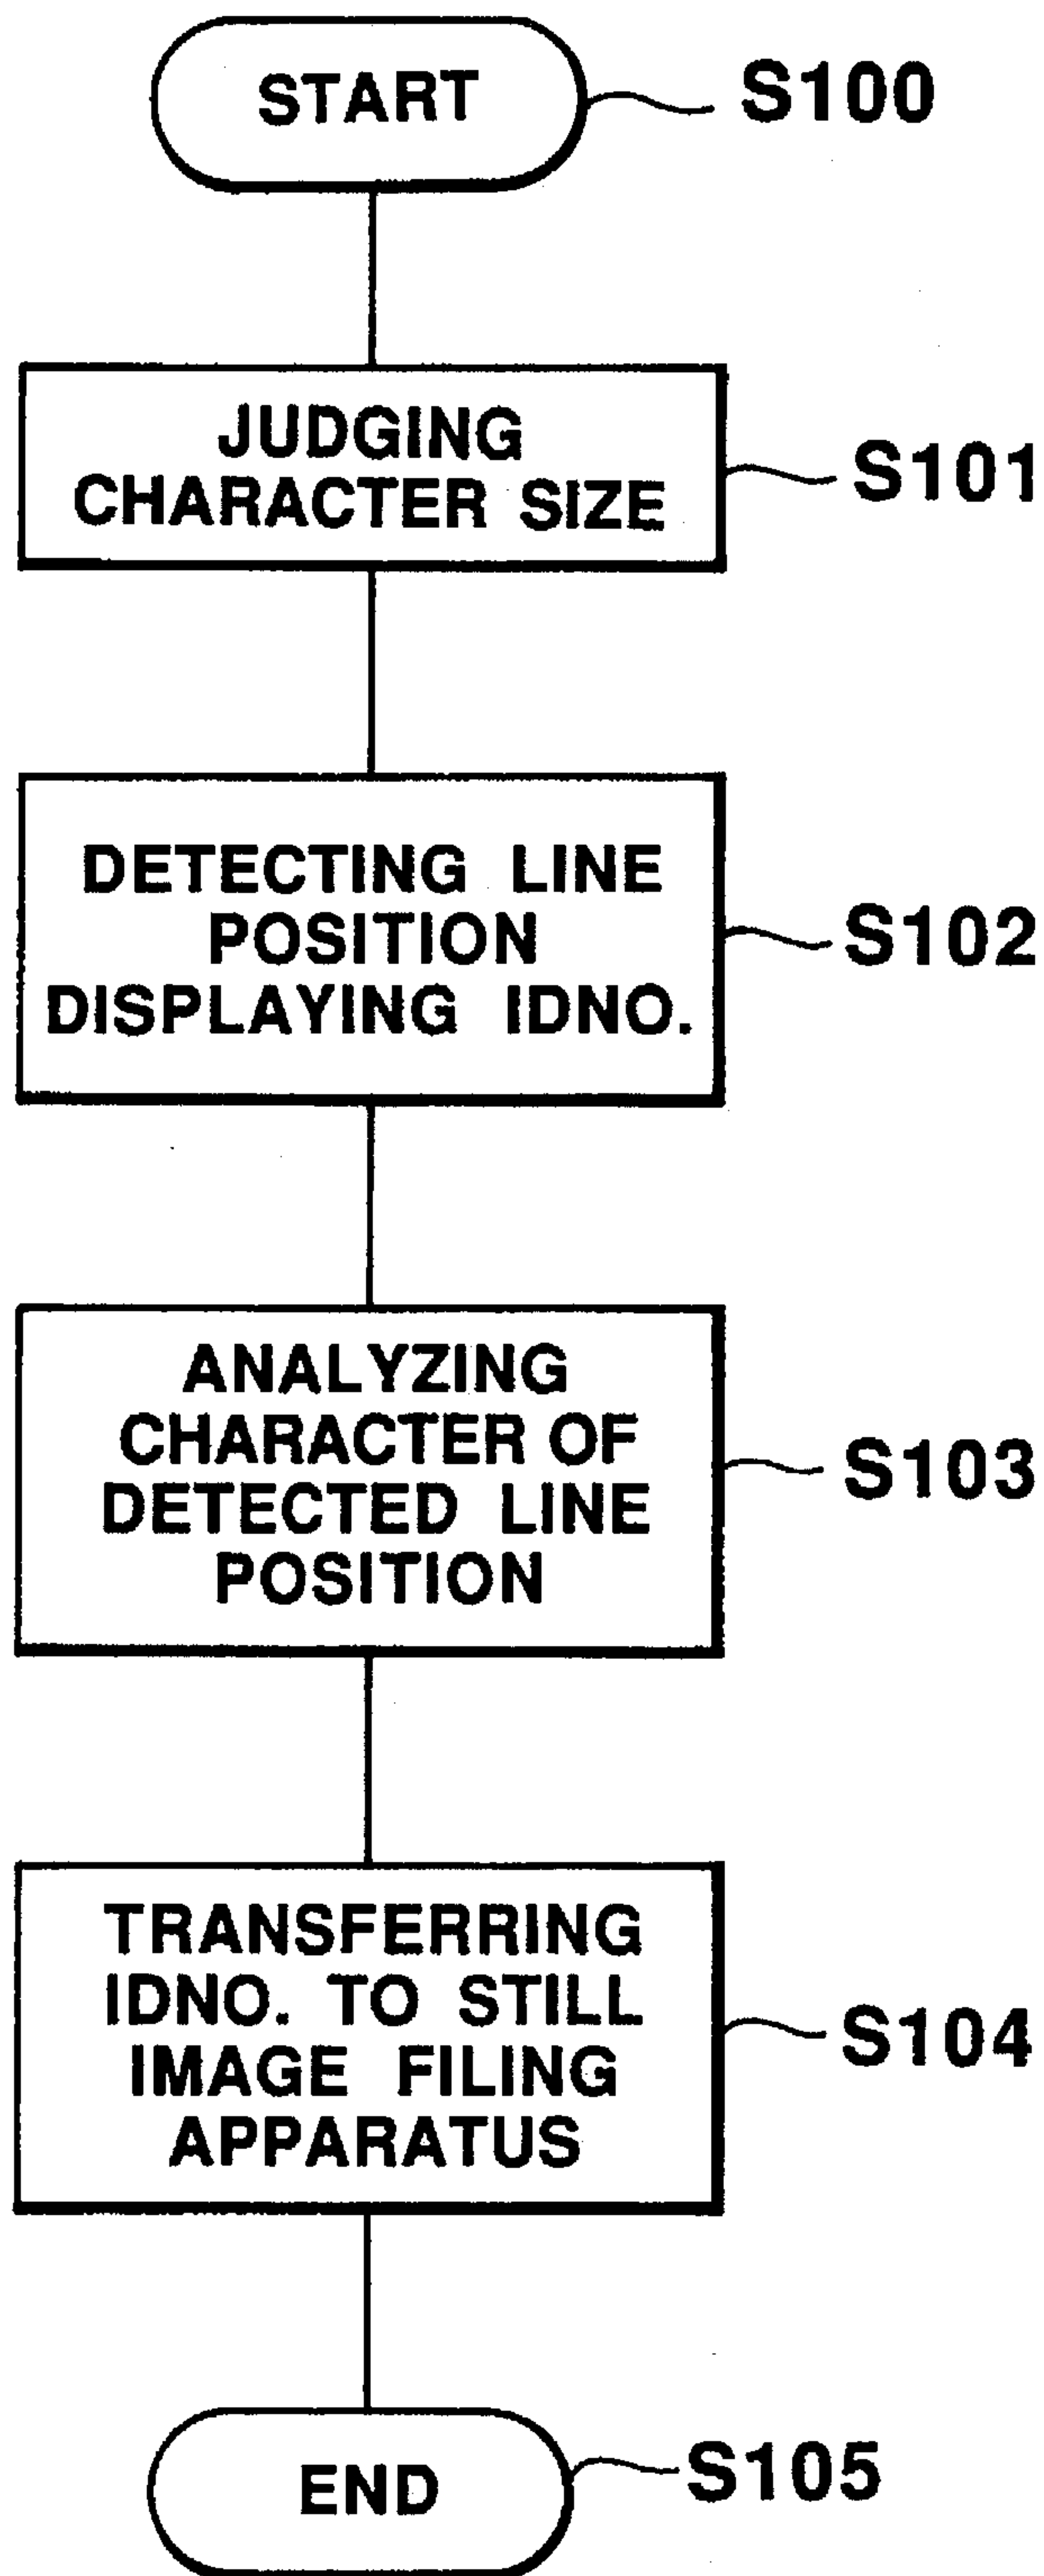 START
S100
JUDGING
CHARACTER SIZE
S101
DETECTING LINE
POSITION
DISPLAYING IDNO.
S102
ANALYZING
CHARACTER OF
DETECTED LINE
POSITION
S103
TRANSFERRING
IDNO. TO STILL
IMAGE FILING
APPARATUS
S104
END
S105